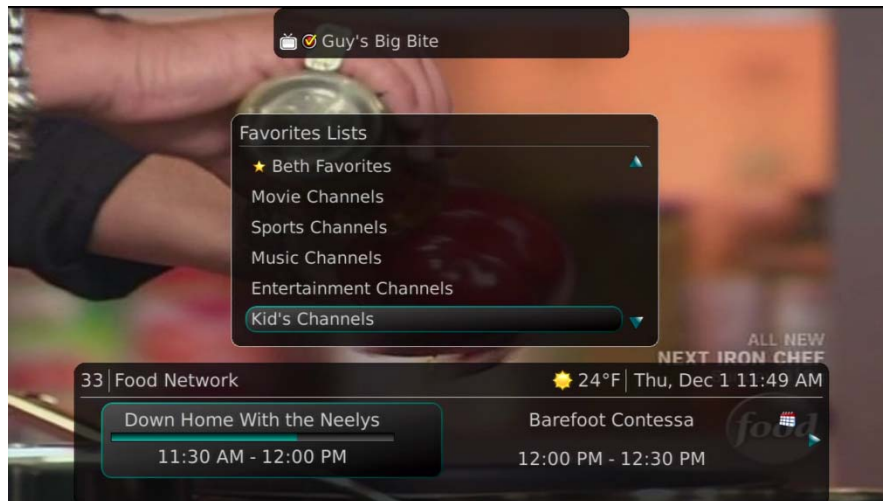 Guy's Big Bite
Favorites Lists
Beth Favorites
Movie Channels
Sports Channels
Music Channels
Entertainment Channels
Kid's Channels
ALL NEW
NEXT IRON CHEF
33 Food Network
24°F Thu, Dec 1 11:49 AM
Down Home With the Neelys
11:30 AM - 12:00 PM
Barefoot Contessa
12:00 PM - 12:30 PM
food